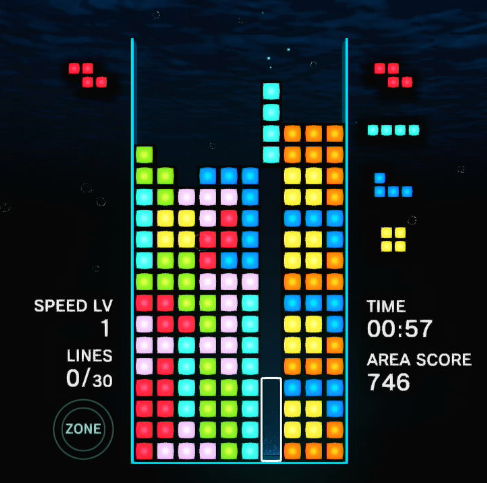 SPEED LV
1
LINES
0/30
ZONE
TIME
00:57
AREA SCORE
746